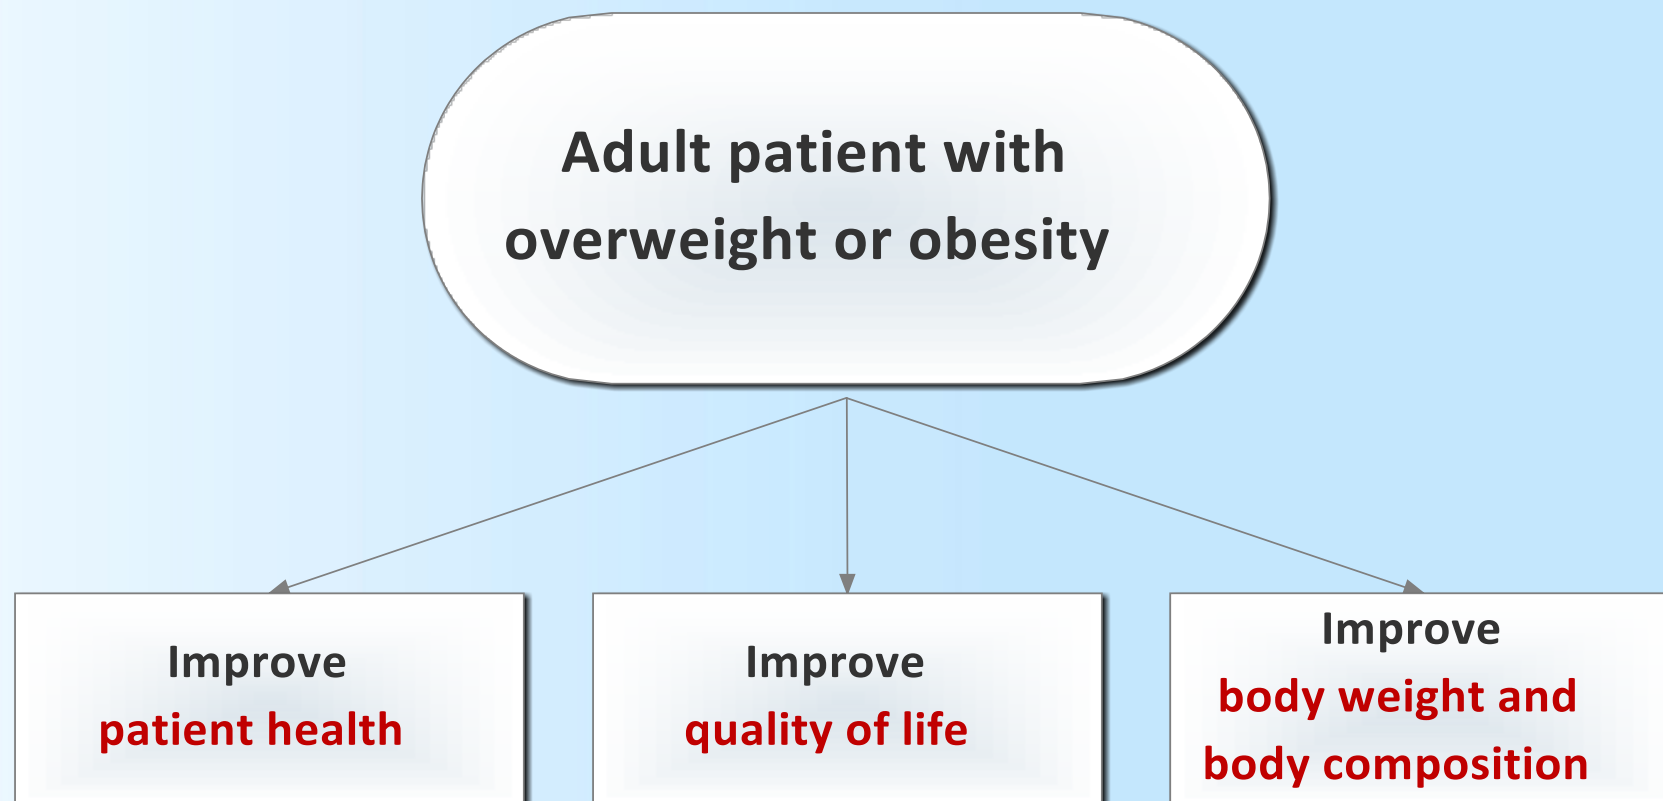 Adult patient with
overweight or obesity
Improve
patient health
Improve
quality of life
Improve
body weight and
body composition